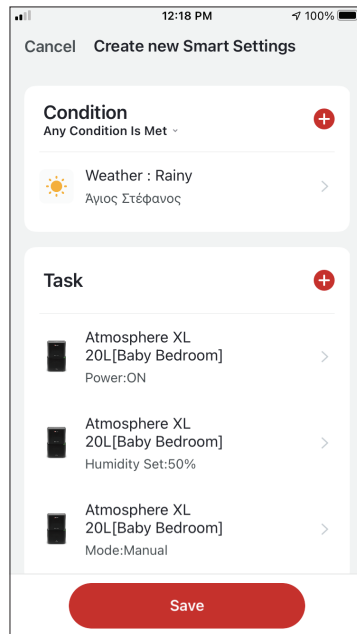 12:18 PM
100%
Cancel
Create new Smart Settings
Condition
Any Condition Is Met
Weather : Rainy
Άγιος Στέφανος
Task
Atmosphere XL
20L[Baby Bedroom]
Power:ON
Atmosphere XL
20L[Baby Bedroom]
Humidity Set:50%
Atmosphere XL
20L[Baby Bedroom]
Mode:Manual
Save